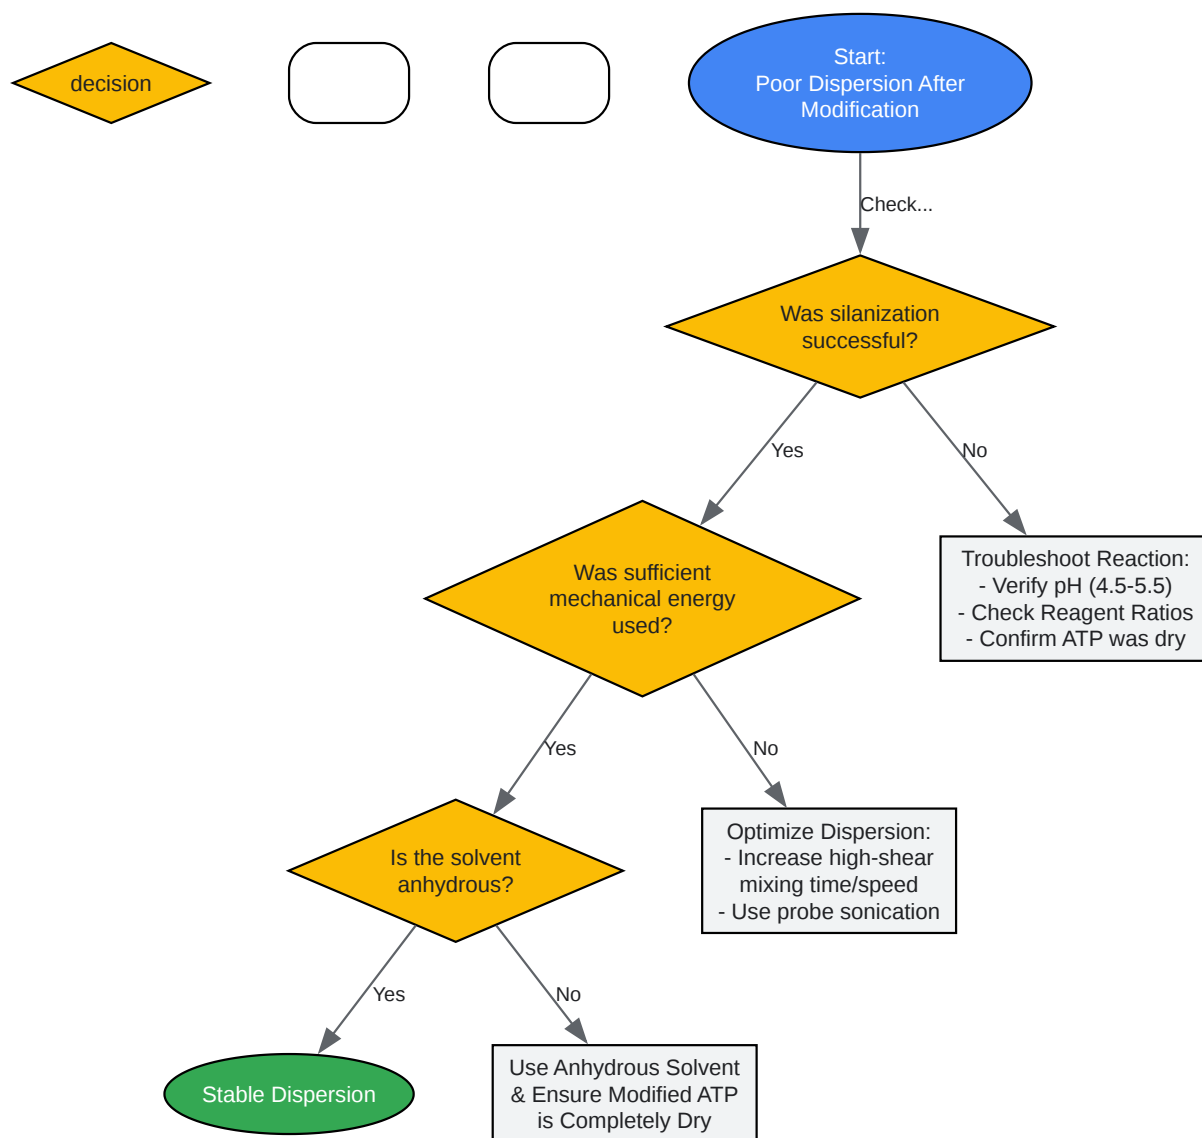 decision
Start:
Poor Dispersion After
Modification
Check...
Was silanization
successful?
Yes
No
Was sufficient
mechanical energy
used?
Troubleshoot Reaction:
- Verify pH (4.5-5.5)
- Check Reagent Ratios
- Confirm ATP was dry
Yes
No
Is the solvent
anhydrous?
Optimize Dispersion:
- Increase high-shear
mixing time/speed
- Use probe sonication
Yes
No
Stable Dispersion
Use Anhydrous Solvent
& Ensure Modified ATP
is Completely Dry